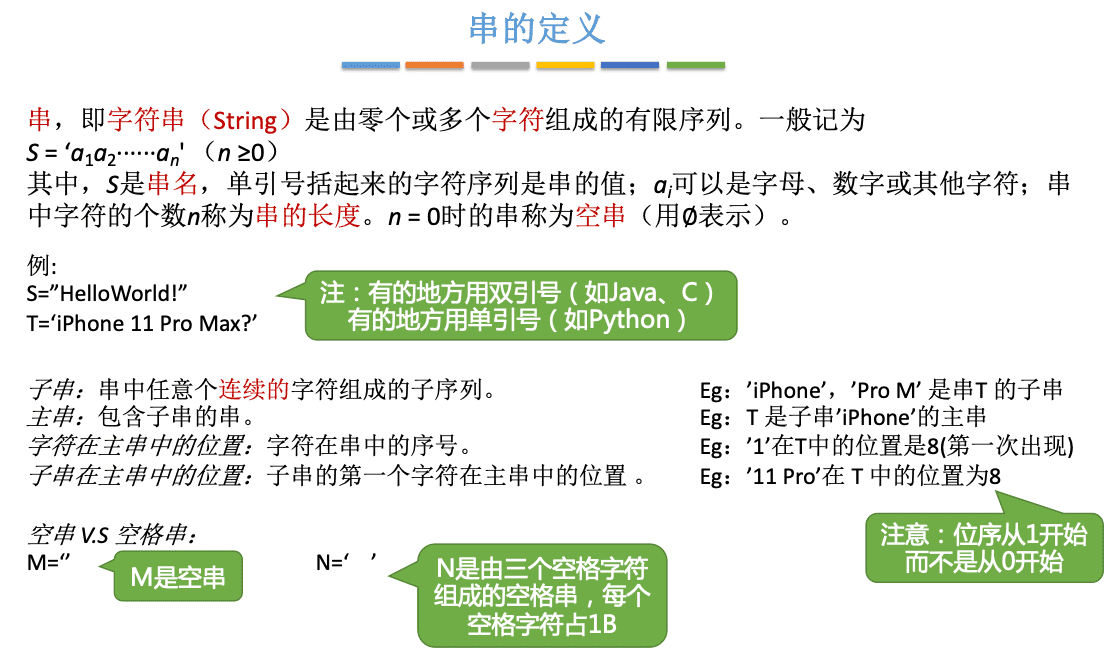 串的定义
串，即字符串（String）是由零个或多个字符组成的有限序列。一般记为
S = ‘a₁a₂······aₙ' （n ≥0）
其中，S是串名，单引号括起来的字符序列是串的值；aᵢ可以是字母、数字或其他字符；串
中字符的个数n称为串的长度。n = 0时的串称为空串（用∅表示）。
例:
S=”HelloWorld!”
T=‘iPhone 11 Pro Max?’
注：有的地方用双引号（如Java、C）
有的地方用单引号（如Python）
子串：串中任意个连续的字符组成的子序列。
Eg：’iPhone’，’Pro M’ 是串T 的子串
主串：包含子串的串。
Eg：T 是子串’iPhone’的主串
字符在主串中的位置：字符在串中的序号。
Eg：’1’在T中的位置是8(第一次出现)
子串在主串中的位置：子串的第一个字符在主串中的位置 。
Eg：’11 Pro’在 T 中的位置为8
注意：位序从1开始
而不是从0开始
空串 V.S 空格串：
M=‘’
M是空串
N=‘   ’
N是由三个空格字符
组成的空格串，每个
空格字符占1B